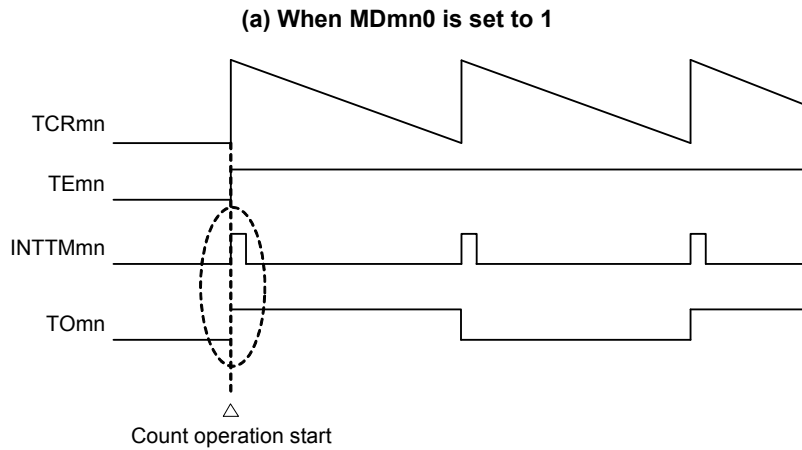 (a) When MDmn0 is set to 1
TCRmn
TEmn
INTTMmn
TOmn
Count operation start